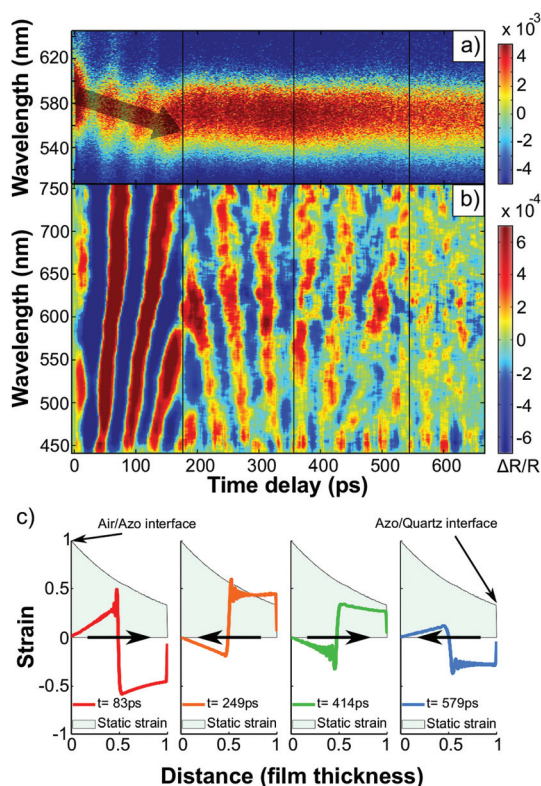 a)
Wavelength (nm)
620
580
540
x 10⁻³
4
2
0
-2
-4
b)
Wavelength (nm)
750
700
650
600
550
500
450
x 10⁻⁴
6
4
2
0
-2
-4
-6
ΔR/R
0 100 200 300 400 500 600
Time delay (ps)
c)
Air/Azo interface
Azo/Quartz interface
Strain
1
0.5
0
-0.5
-1
t= 83ps
Static strain
t= 249ps
Static strain
t= 414ps
Static strain
t= 579ps
Static strain
0 0.5 1 0 0.5 1 0 0.5 1 0 0.5 1
Distance (film thickness)